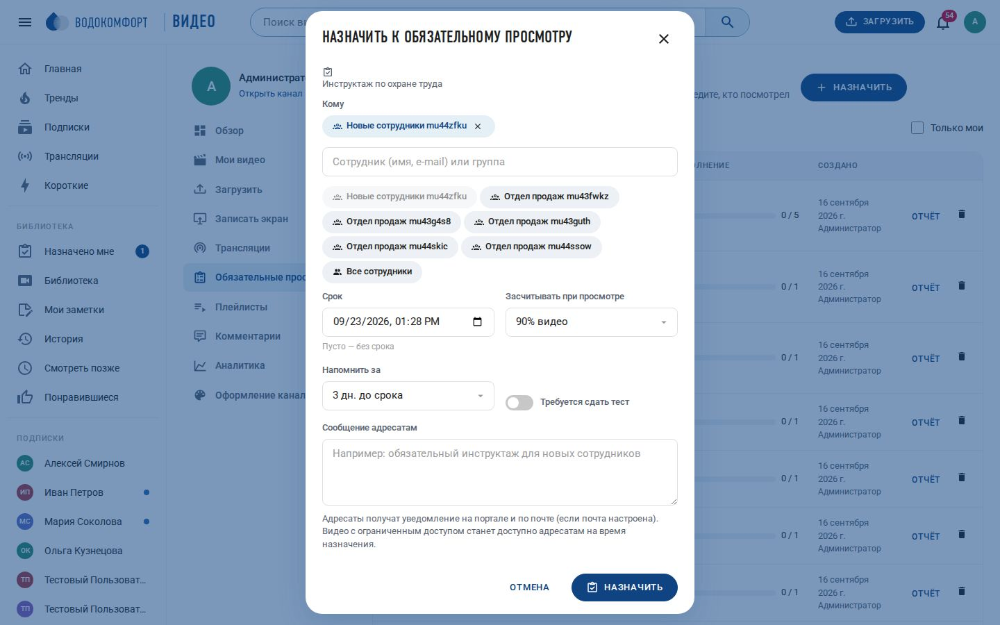 ВОДОКОМФОРТ
ВИДЕО
Поиск ви
ЗАГРУЗИТЬ
54
А
Главная
Тренды
Подписки
Трансляции
Короткие
БИБЛИОТЕКА
Назначено мне
1
Библиотека
Мои заметки
История
Смотреть позже
Понравившиеся
ПОДПИСКИ
АС
Алексей Смирнов
ИП
Иван Петров
МС
Мария Соколова
ОК
Ольга Кузнецова
ТП
Тестовый Пользоват...
ТП
Тестовый Пользоват...
А
Администрат
Открыть канал
Обзор
Мои видео
Загрузить
Записать экран
Трансляции
Обязательные прос
Плейлисты
Комментарии
Аналитика
Оформление канал
НАЗНАЧИТЬ К ОБЯЗАТЕЛЬНОМУ ПРОСМОТРУ
Инструктаж по охране труда
Кому
Новые сотрудники mu44zfku
Сотрудник (имя, e-mail) или группа
Новые сотрудники mu44zfku
Отдел продаж mu43fwkz
Отдел продаж mu43g4s8
Отдел продаж mu43guth
Отдел продаж mu44skic
Отдел продаж mu44ssow
Все сотрудники
Срок
Засчитывать при просмотре
09/23/2026, 01:28 PM
90% видео
Пусто — без срока
Напомнить за
3 дн. до срока
Требуется сдать тест
Сообщение адресатам
Например: обязательный инструктаж для новых сотрудников
Адресаты получат уведомление на портале и по почте (если почта настроена).
Видео с ограниченным доступом станет доступно адресатам на время
назначения.
ОТМЕНА
НАЗНАЧИТЬ
едите, кто посмотрел
НАЗНАЧИТЬ
Только мои
ОЛНЕНИЕ
СОЗДАНО
0 / 5
16 сентября
2026 г.
Администратор
ОТЧЁТ
0 / 1
16 сентября
2026 г.
Администратор
ОТЧЁТ
0 / 1
16 сентября
2026 г.
Администратор
ОТЧЁТ
0 / 1
16 сентября
2026 г.
Администратор
ОТЧЁТ
0 / 1
16 сентября
2026 г.
Администратор
ОТЧЁТ
0 / 1
16 сентября
2026 г.
Администратор
ОТЧЁТ
0 / 1
16 сентября
2026 г.
Администратор
ОТЧЁТ